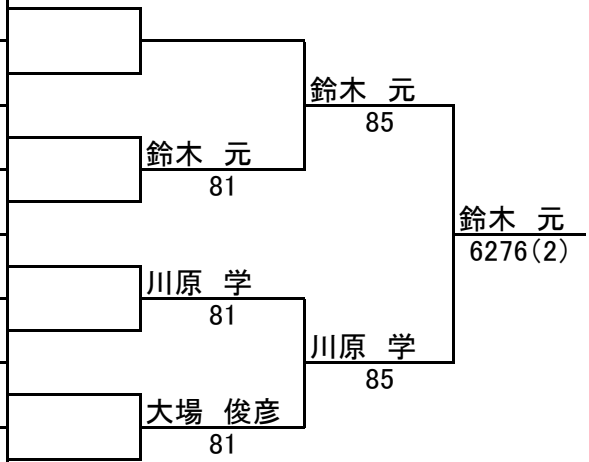 鈴木　元
85
鈴木　元
81
鈴木　元
6276(2)
川原　学
81
川原　学
85
大場　俊彦
81